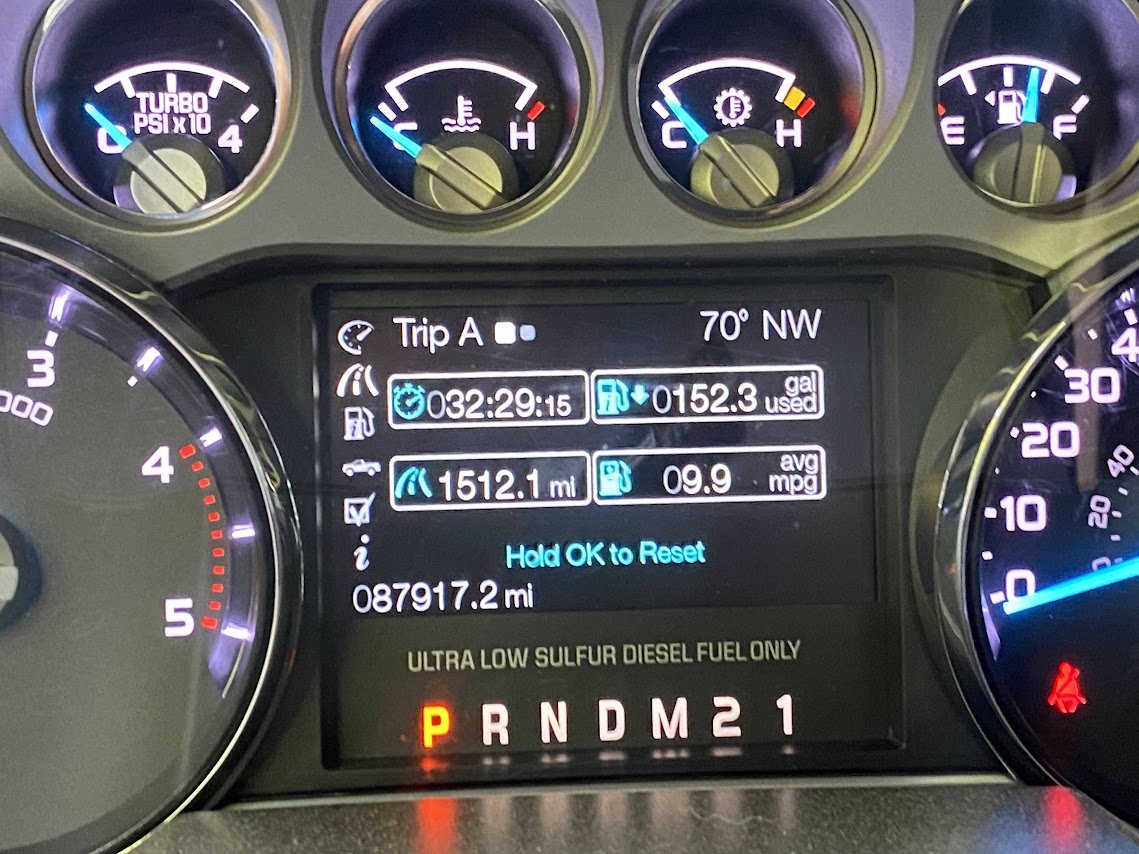 TURBO
PSI x 10
0 4
C H
C H
E F
3
000
4
5
Trip A 70° NW
032:29:15 0152.3 gal used
1512.1 mi 09.9 avg mpg
Hold OK to Reset
087917.2 mi
ULTRA LOW SULFUR DIESEL FUEL ONLY
P R N D M 2 1
4
30
20
10
0
40
20
0